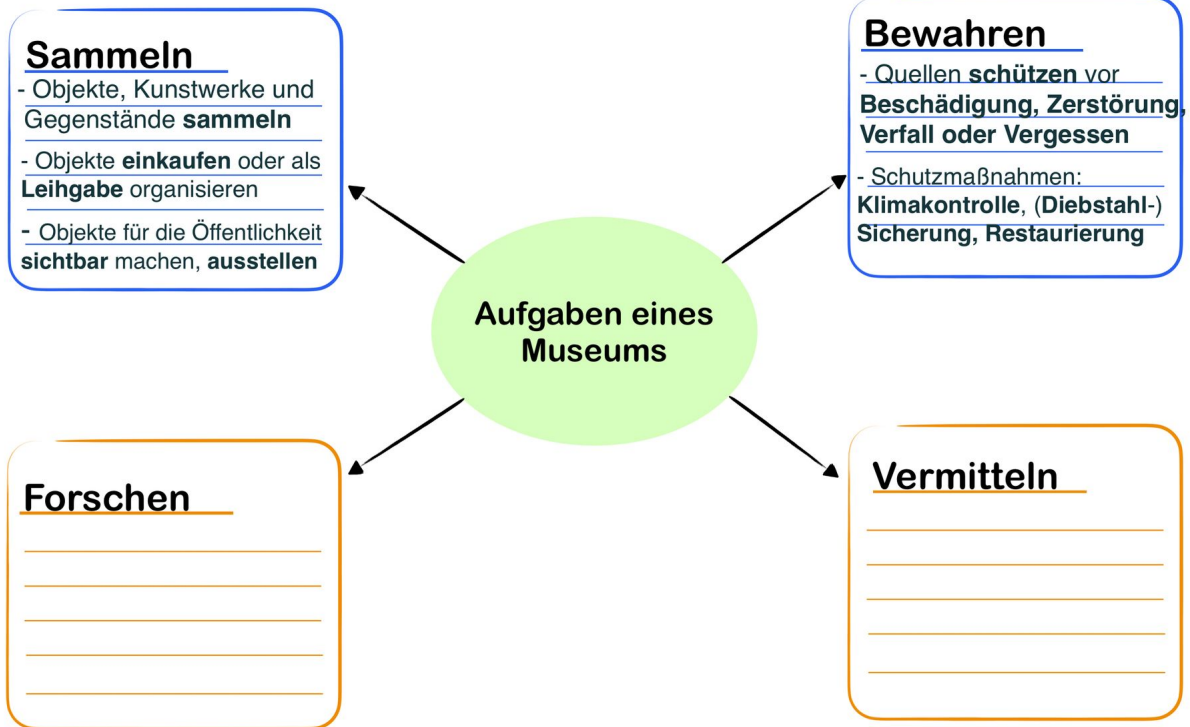 Sammeln
- Objekte, Kunstwerke und
Gegenstände sammeln
- Objekte einkaufen oder als
Leihgabe organisieren
- Objekte für die Öffentlichkeit
sichtbar machen, ausstellen
Bewahren
- Quellen schützen vor
Beschädigung, Zerstörung,
Verfall oder Vergessen
- Schutzmaßnahmen:
Klimakontrolle, (Diebstahl-)
Sicherung, Restaurierung
Aufgaben eines
Museums
Forschen
Vermitteln